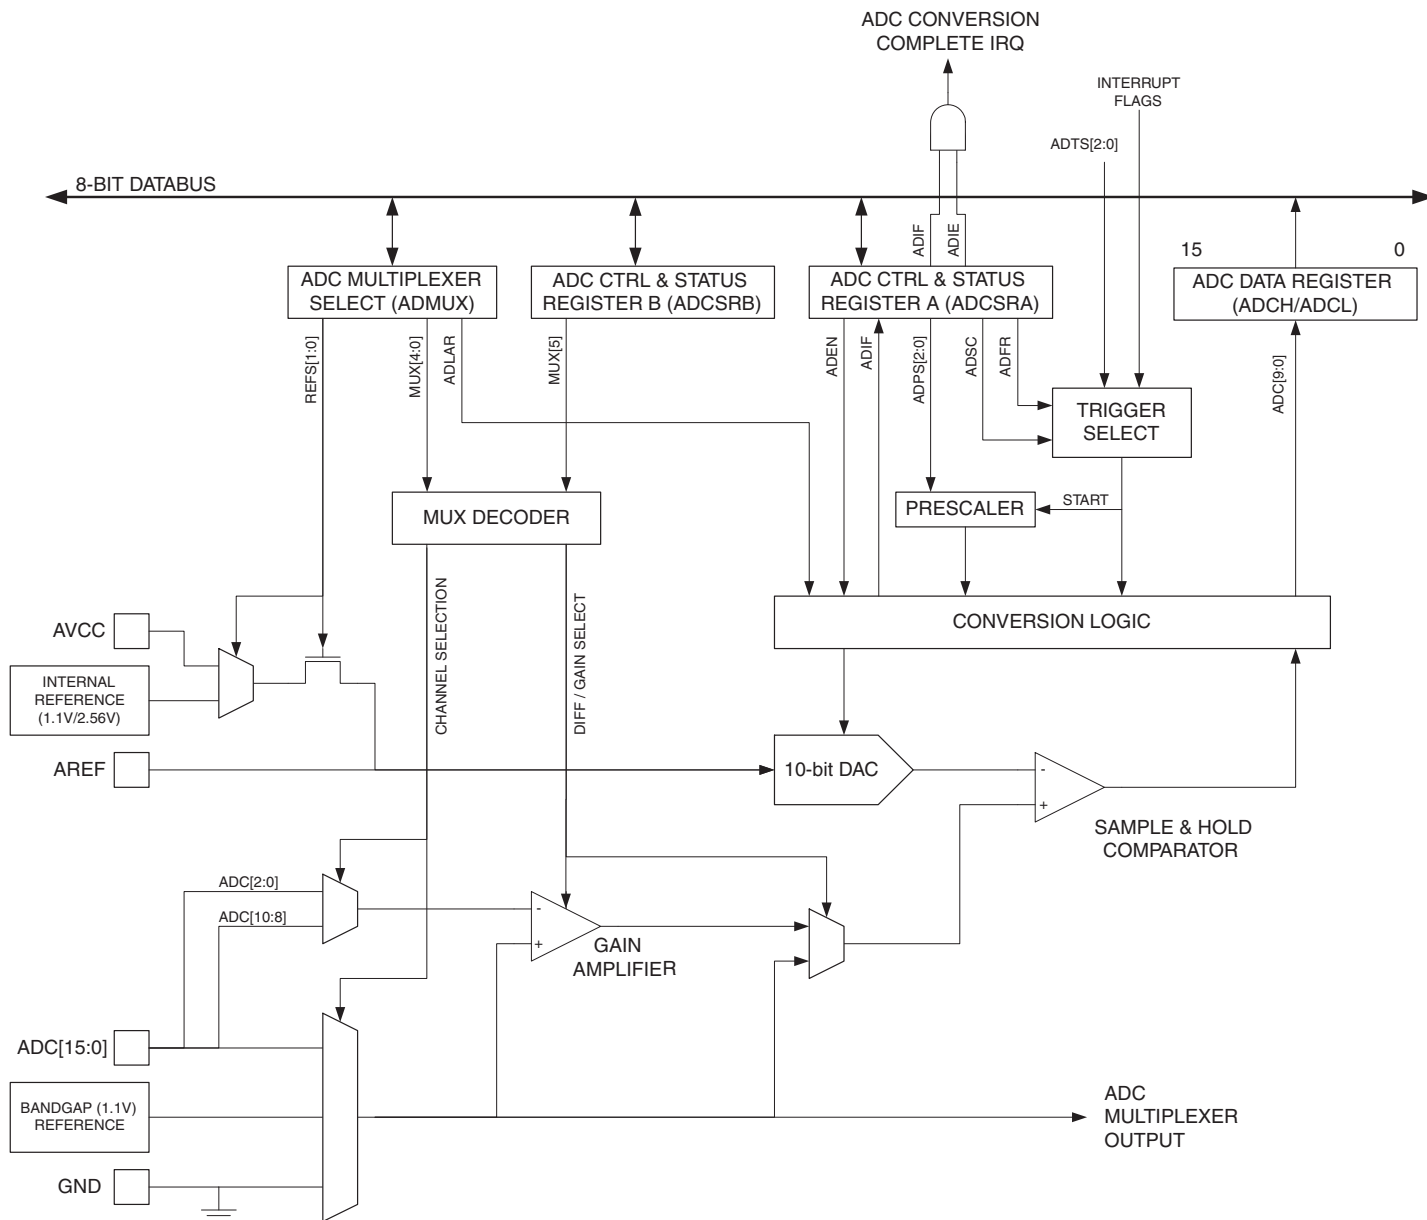 ADC CONVERSION
COMPLETE IRQ
INTERRUPT
FLAGS
ADTS[2:0]
8-BIT DATABUS
ADIF
ADIE
15
0
ADC MULTIPLEXER
SELECT (ADMUX)
ADC CTRL & STATUS
REGISTER B (ADCSRB)
ADC CTRL & STATUS
REGISTER A (ADCSRA)
ADC DATA REGISTER
(ADCH/ADCL)
REFS[1:0]
MUX[4:0]
ADLAR
MUX[5]
ADEN
ADIF
ADPS[2:0]
ADSC
ADFR
ADC[9:0]
TRIGGER
SELECT
MUX DECODER
PRESCALER
START
CHANNEL SELECTION
DIFF / GAIN SELECT
CONVERSION LOGIC
AVCC
INTERNAL
REFERENCE
(1.1V/2.56V)
AREF
10-bit DAC
-
+
SAMPLE & HOLD
COMPARATOR
ADC[2:0]
ADC[10:8]
-
+
GAIN
AMPLIFIER
ADC[15:0]
BANDGAP (1.1V)
REFERENCE
ADC
MULTIPLEXER
OUTPUT
GND